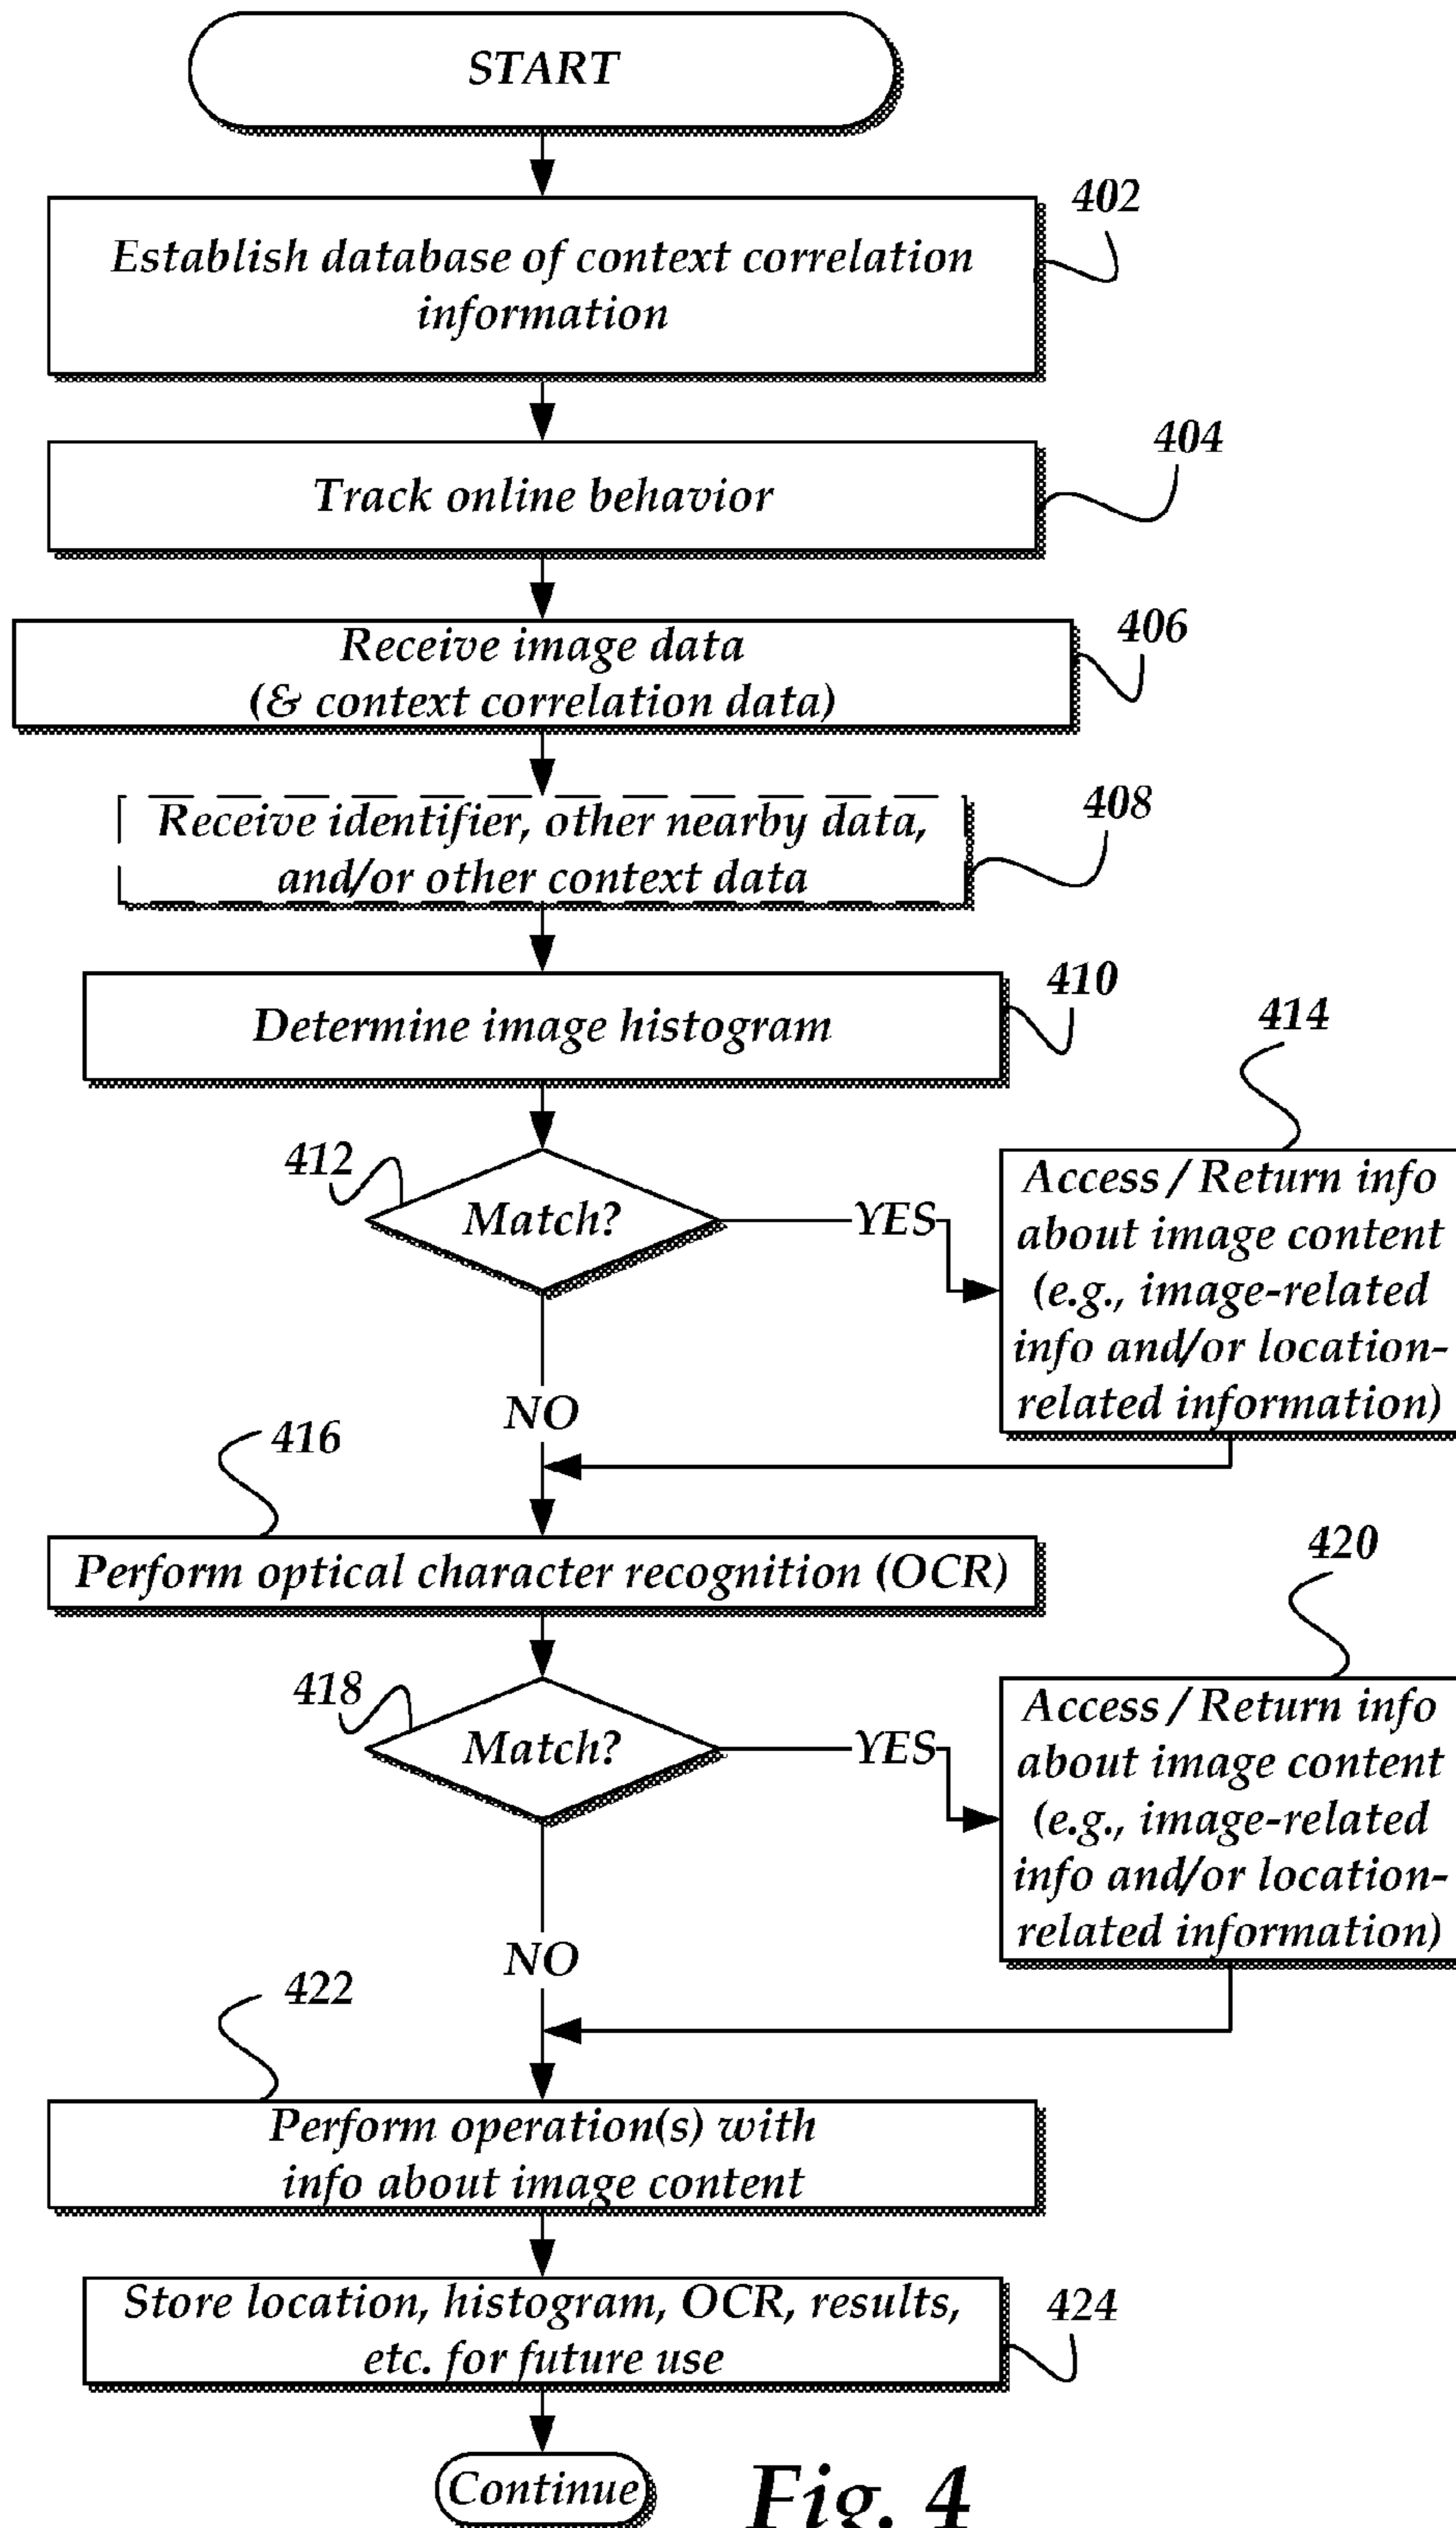 START
402
Establish database of context correlation
information
404
Track online behavior
406
Receive image data
(& context correlation data)
408
Receive identifier, other nearby data,
and/or other context data
410
Determine image histogram
412
Match?
YES
414
Access / Return info
about image content
(e.g., image-related
info and/or location-
related information)
NO
416
Perform optical character recognition (OCR)
418
Match?
YES
420
Access / Return info
about image content
(e.g., image-related
info and/or location-
related information)
NO
422
Perform operation(s) with
info about image content
Store location, histogram, OCR, results,
etc. for future use
424
Continue
Fig. 4